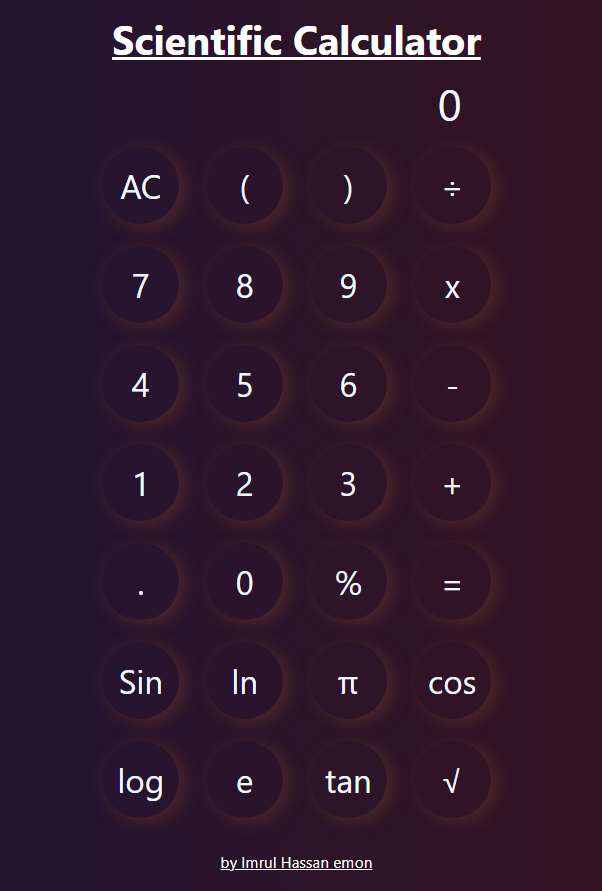 Scientific Calculator
0
AC ( ) ÷
7 8 9 x
4 5 6 -
1 2 3 +
. 0 % =
Sin ln π cos
log e tan √
by Imrul Hassan emon